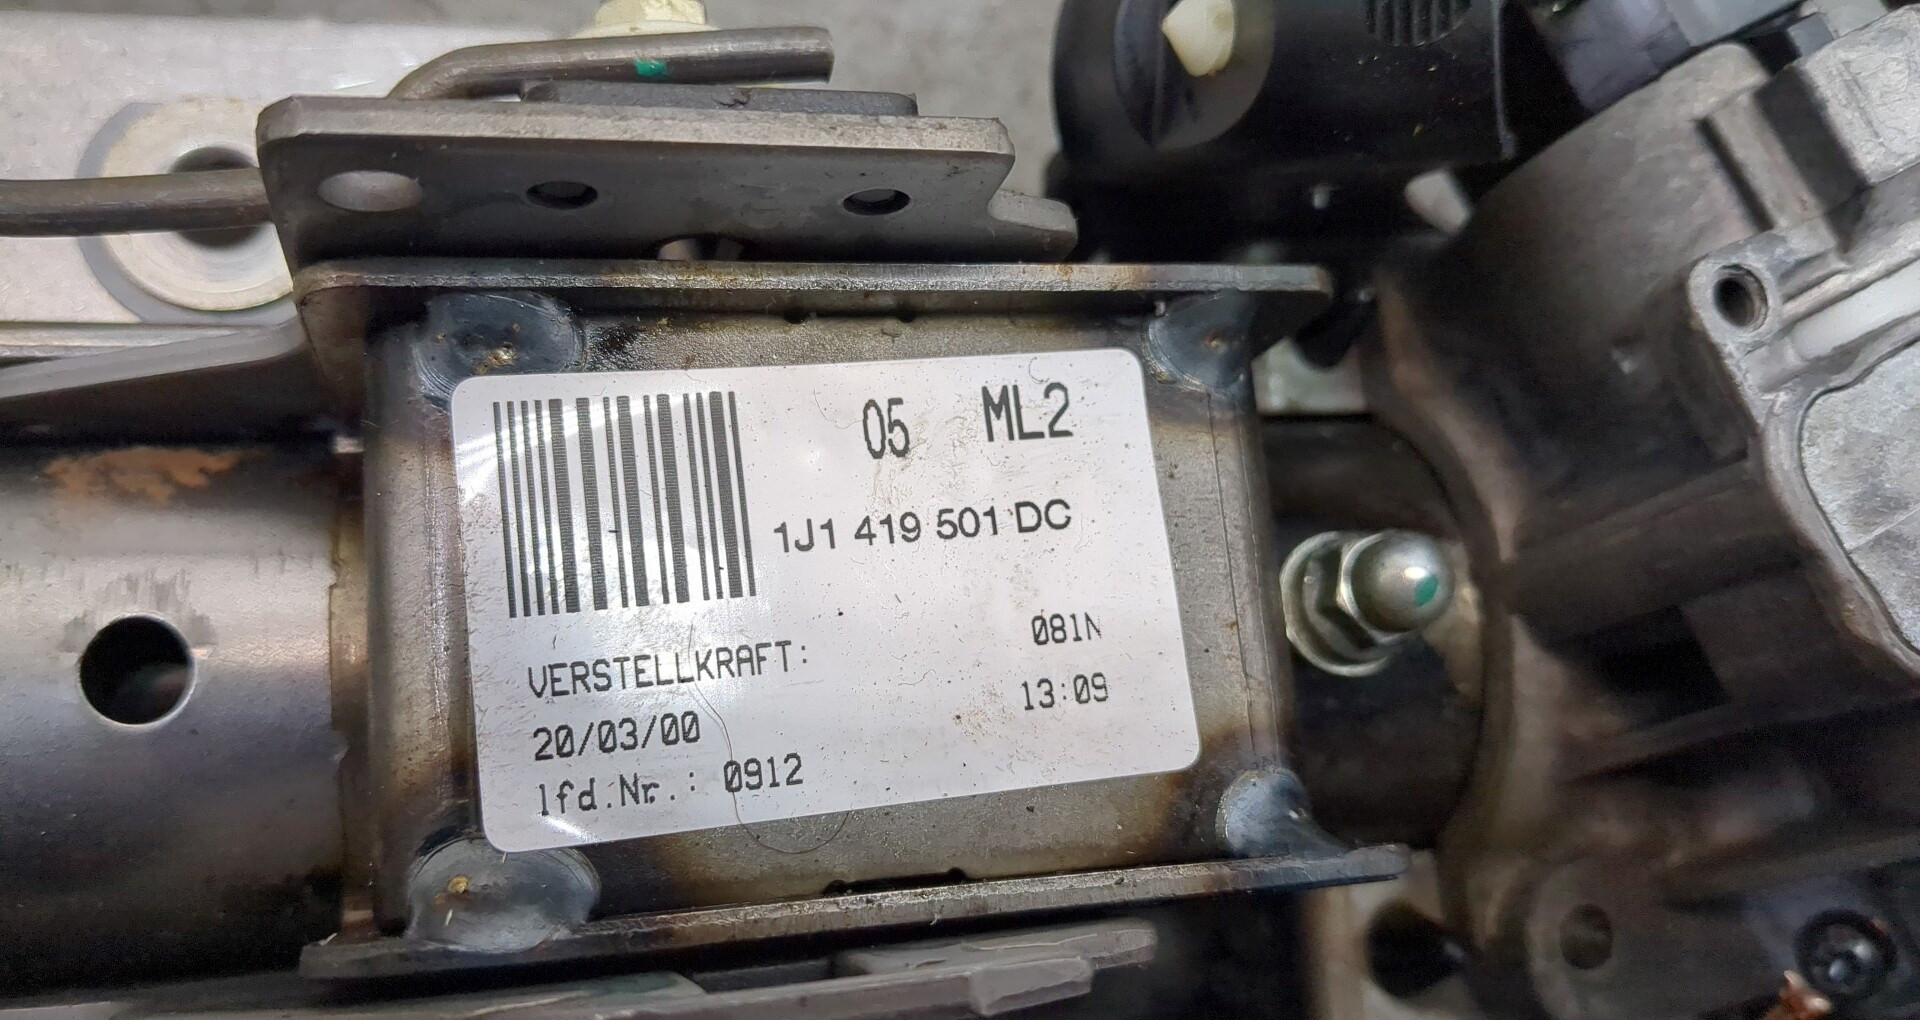 05 ML2
1J1 419 501 DC
VERSTELLKRAFT: 081N
20/03/00 13:09
lfd.Nr.: 0912